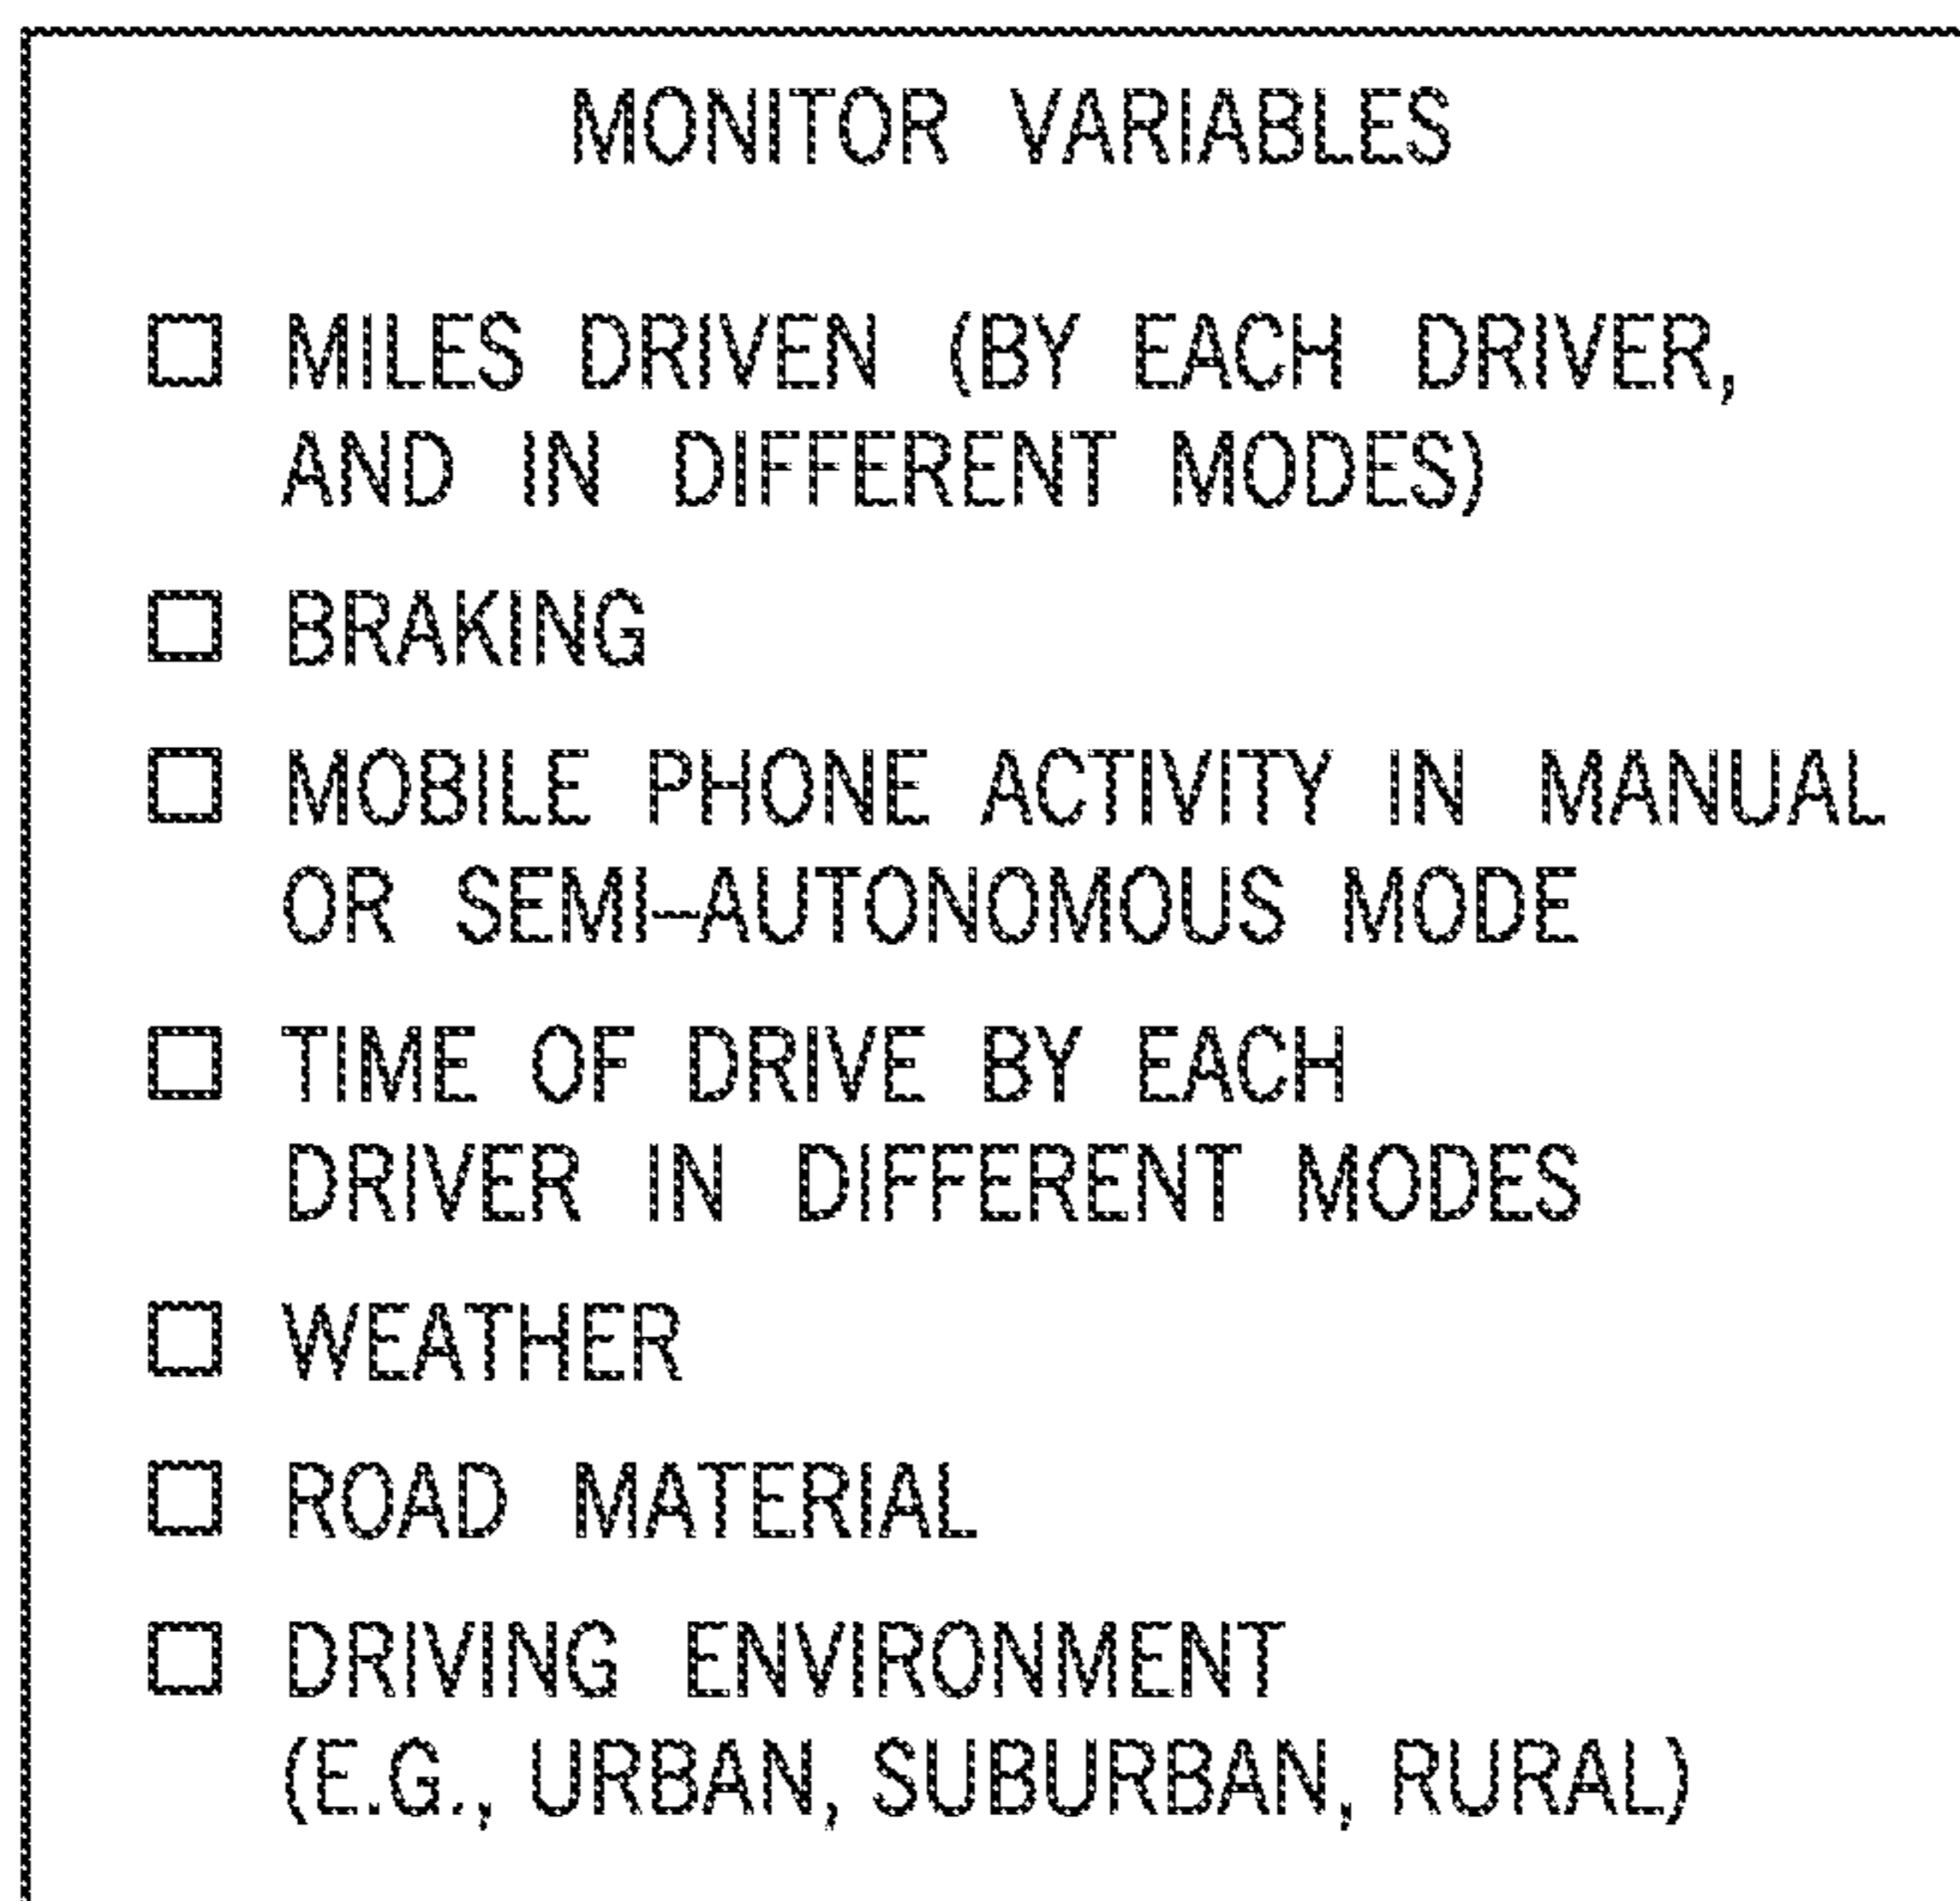 MONITOR VARIABLES
☐ MILES DRIVEN (BY EACH DRIVER,
AND IN DIFFERENT MODES)
☐ BRAKING
☐ MOBILE PHONE ACTIVITY IN MANUAL
OR SEMI–AUTONOMOUS MODE
☐ TIME OF DRIVE BY EACH
DRIVER IN DIFFERENT MODES
☐ WEATHER
☐ ROAD MATERIAL
☐ DRIVING ENVIRONMENT
(E.G., URBAN, SUBURBAN, RURAL)